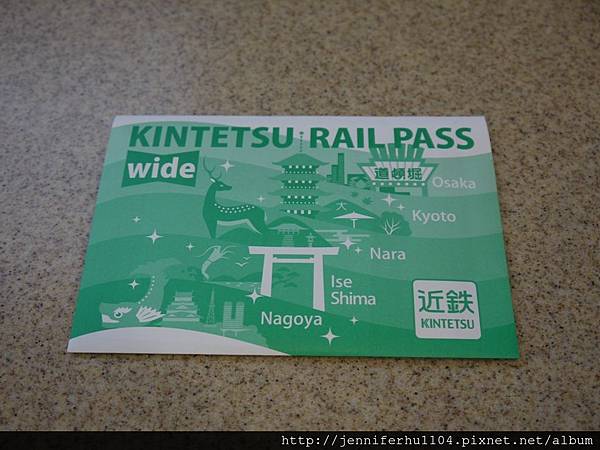 KINTETSU RAIL PASS
wide
道頓堀
Osaka
大
Kyoto
Nara
Ise
Shima
Nagoya
近鉄
KINTETSU
http://jenniferhu1104.pixnet.net/album